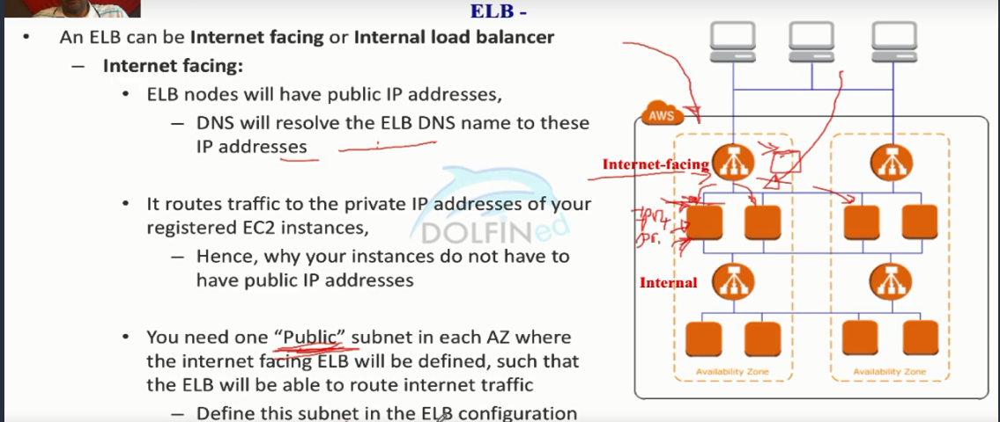 ELB -
• An ELB can be Internet facing or Internal load balancer
– Internet facing:
• ELB nodes will have public IP addresses,
– DNS will resolve the ELB DNS name to these
IP addresses
• It routes traffic to the private IP addresses of your
registered EC2 instances,
– Hence, why your instances do not have to
have public IP addresses
• You need one “Public” subnet in each AZ where
the internet facing ELB will be defined, such that
the ELB will be able to route internet traffic
– Define this subnet in the ELB configuration
DOLFINed
AWS
Internet-facing
IPv4
pr.
Internal
Availability Zone
Availability Zone